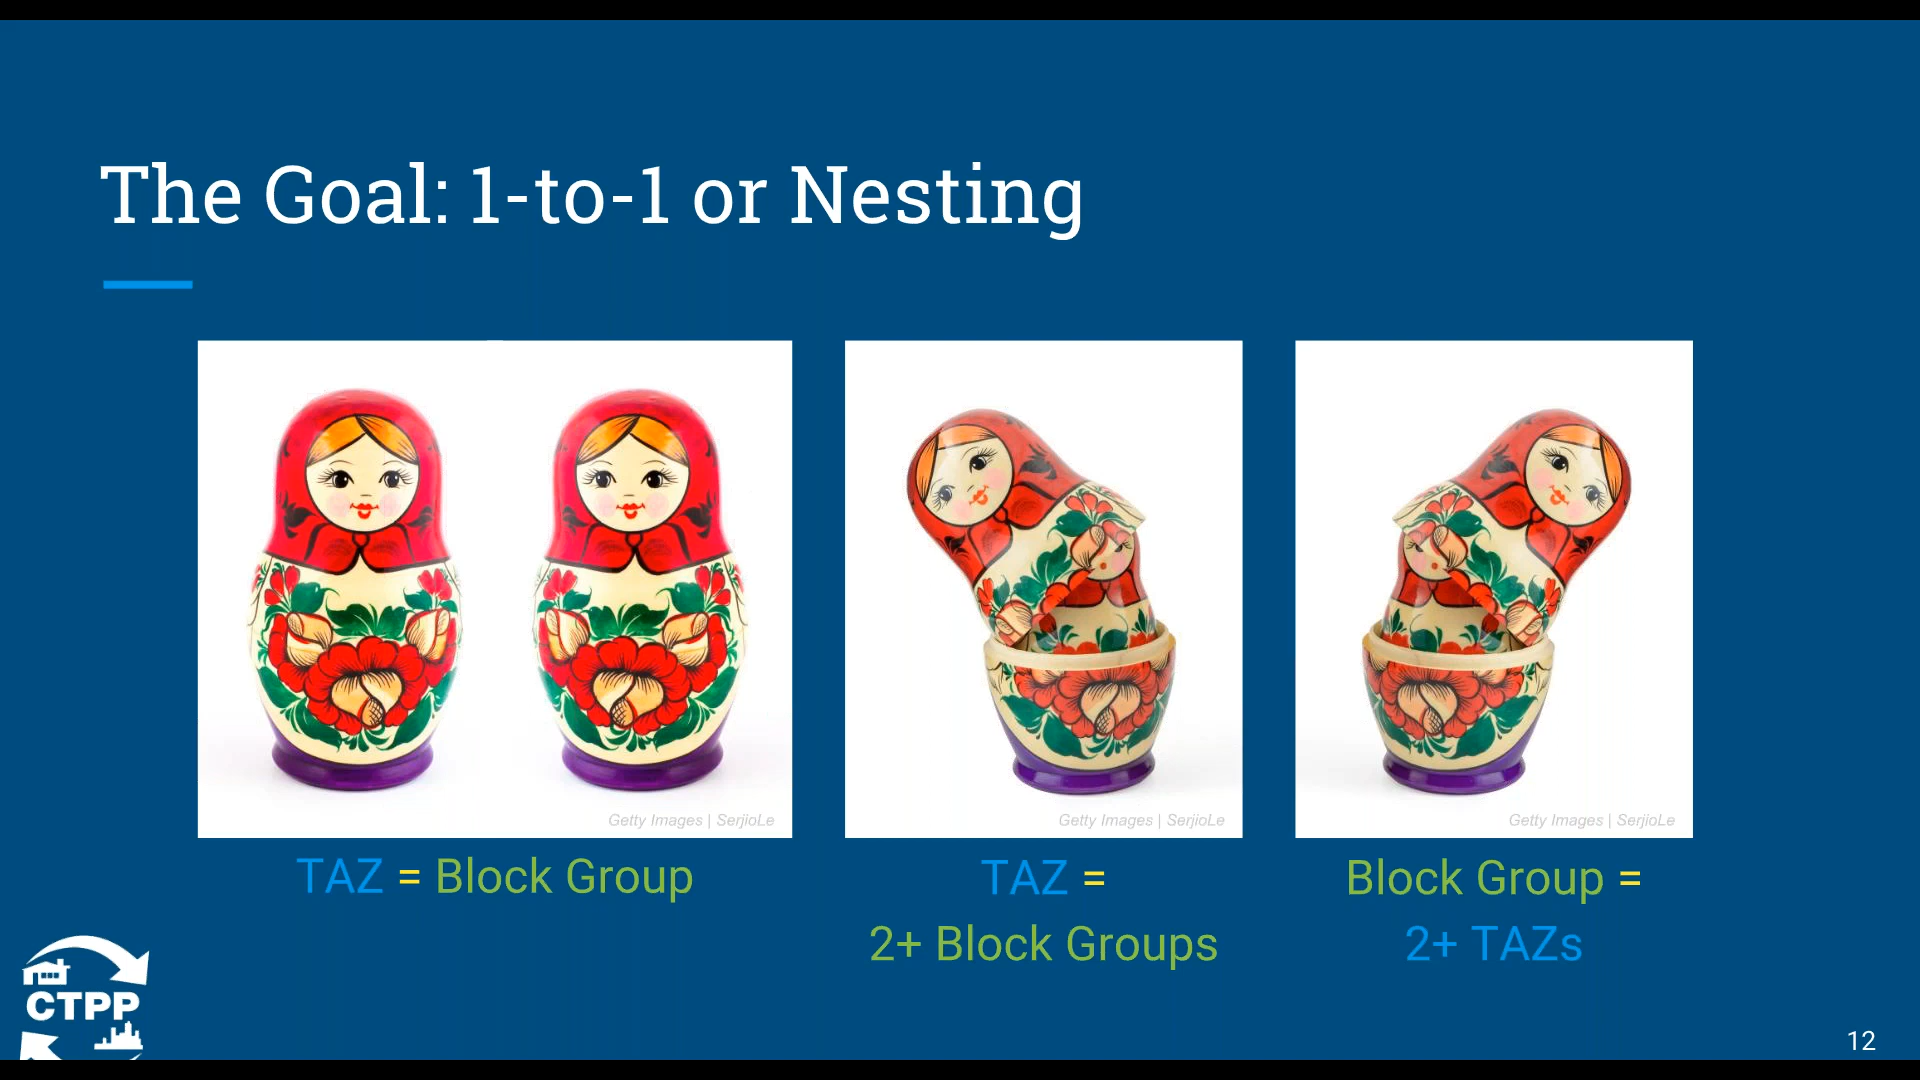 The Goal: 1-to-1 or Nesting
Getty Images | SerjioLe
Getty Images | SerjioLe
Getty Images | SerjioLe
TAZ = Block Group
TAZ =
2+ Block Groups
Block Group =
2+ TAZs
CTPP
12